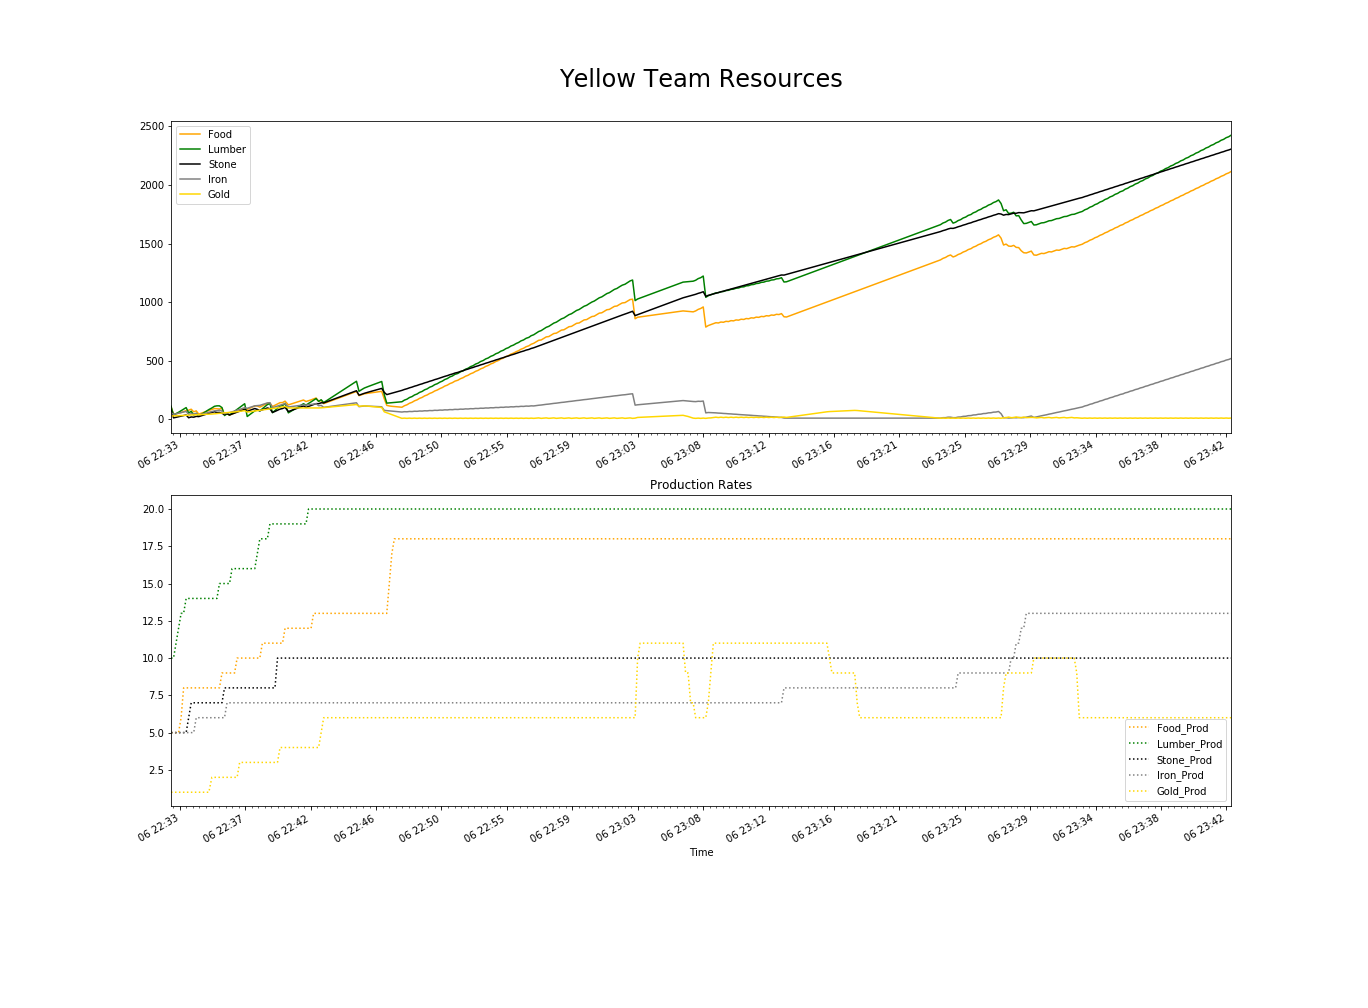 Yellow Team Resources
Food
Lumber
Stone
Iron
Gold
2500
2000
1500
1000
500
0
06 22:33 06 22:37 06 22:42 06 22:46 06 22:50 06 22:55 06 22:59 06 23:03 06 23:08 06 23:12 06 23:16 06 23:21 06 23:25 06 23:29 06 23:34 06 23:38 06 23:42
Production Rates
20.0
17.5
15.0
12.5
10.0
7.5
5.0
2.5
Food_Prod
Lumber_Prod
Stone_Prod
Iron_Prod
Gold_Prod
06 22:33 06 22:37 06 22:42 06 22:46 06 22:50 06 22:55 06 22:59 06 23:03 06 23:08 06 23:12 06 23:16 06 23:21 06 23:25 06 23:29 06 23:34 06 23:38 06 23:42
Time